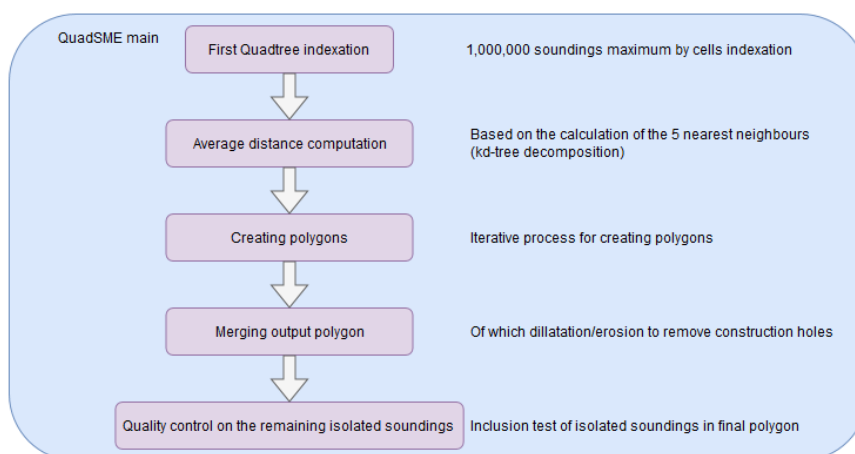 QuadSME main
First Quadtree indexation
1,000,000 soundings maximum by cells indexation
Average distance computation
Based on the calculation of the 5 nearest neighbours
(kd-tree decomposition)
Creating polygons
Iterative process for creating polygons
Merging output polygon
Of which dillatation/erosion to remove construction holes
Quality control on the remaining isolated soundings
Inclusion test of isolated soundings in final polygon